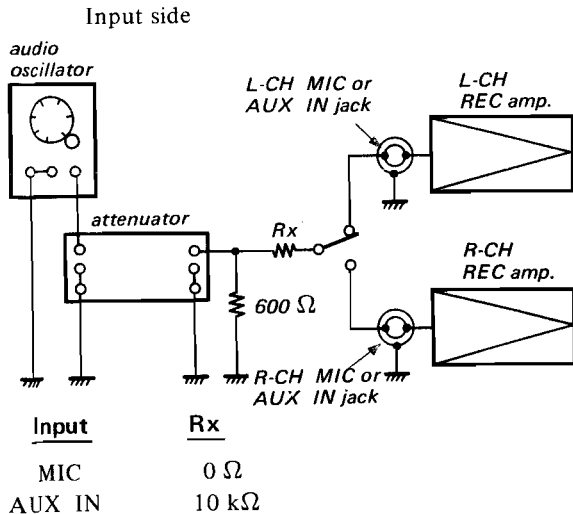 Input side
audio
oscillator
L-CH MIC or
AUX IN jack
L-CH
REC amp.
attenuator
Rx
600 Ω
R-CH
REC amp.
R-CH MIC or
AUX IN jack
Input Rx
MIC 0 Ω
AUX IN 10 kΩ